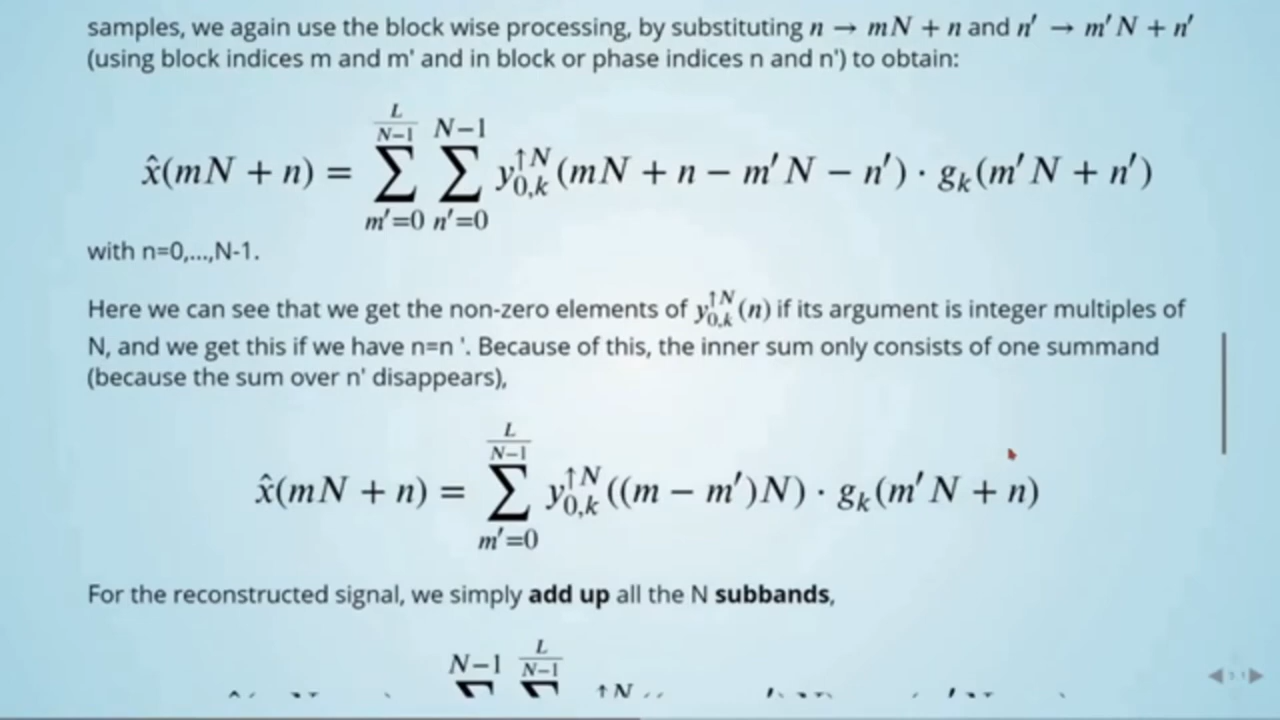 samples, we again use the block wise processing, by substituting n → mN + n and n′ → m′N + n′
(using block indices m and m' and in block or phase indices n and n') to obtain:
x̂(mN + n) = ∑_{m′=0}^{L/(N−1)} ∑_{n′=0}^{N−1} y_{0,k}^{↑N}(mN + n − m′N − n′) · g_k(m′N + n′)
with n=0,...,N-1.
Here we can see that we get the non-zero elements of y_{0,k}^{↑N}(n) if its argument is integer multiples of
N, and we get this if we have n=n '. Because of this, the inner sum only consists of one summand
(because the sum over n' disappears),
x̂(mN + n) = ∑_{m′=0}^{L/(N−1)} y_{0,k}^{↑N}((m − m′)N) · g_k(m′N + n)
For the reconstructed signal, we simply add up all the N subbands,
N−1 L/(N−1)